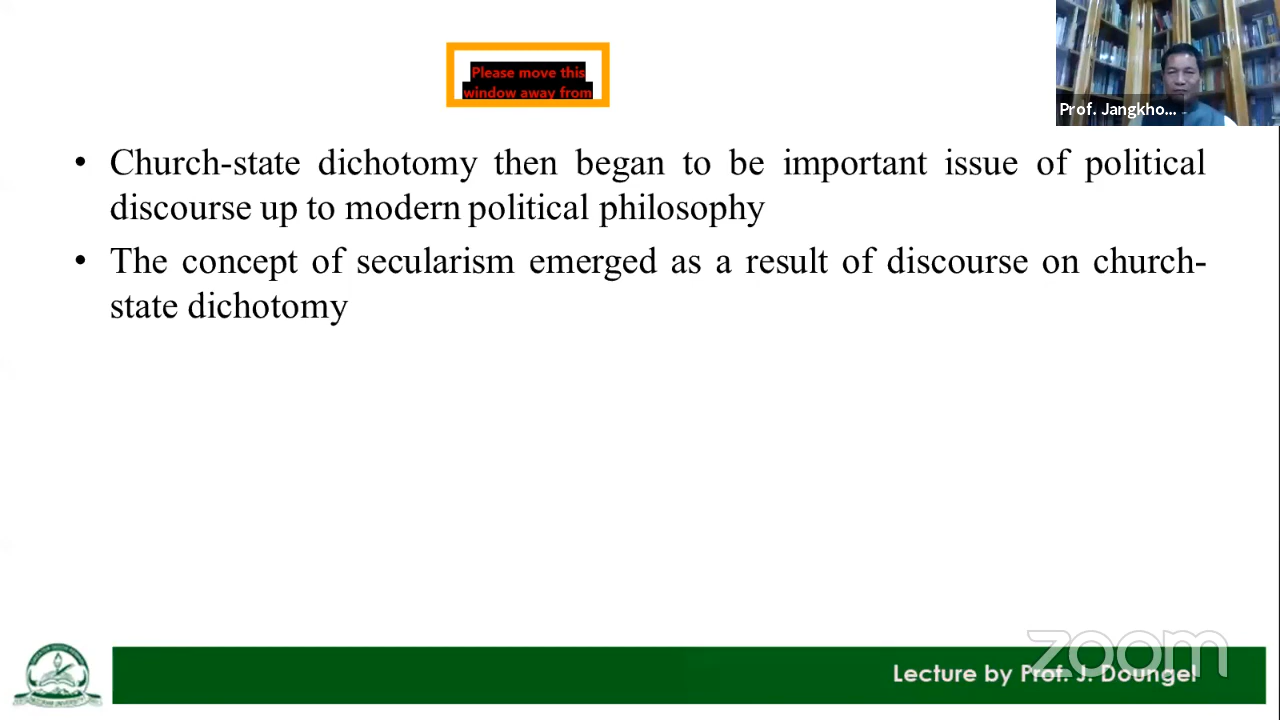 Please move this
window away from
Prof. Jangkho...
• Church-state dichotomy then began to be important issue of political
discourse up to modern political philosophy
• The concept of secularism emerged as a result of discourse on church-
state dichotomy
zoom
Lecture by Prof. J. Doungel